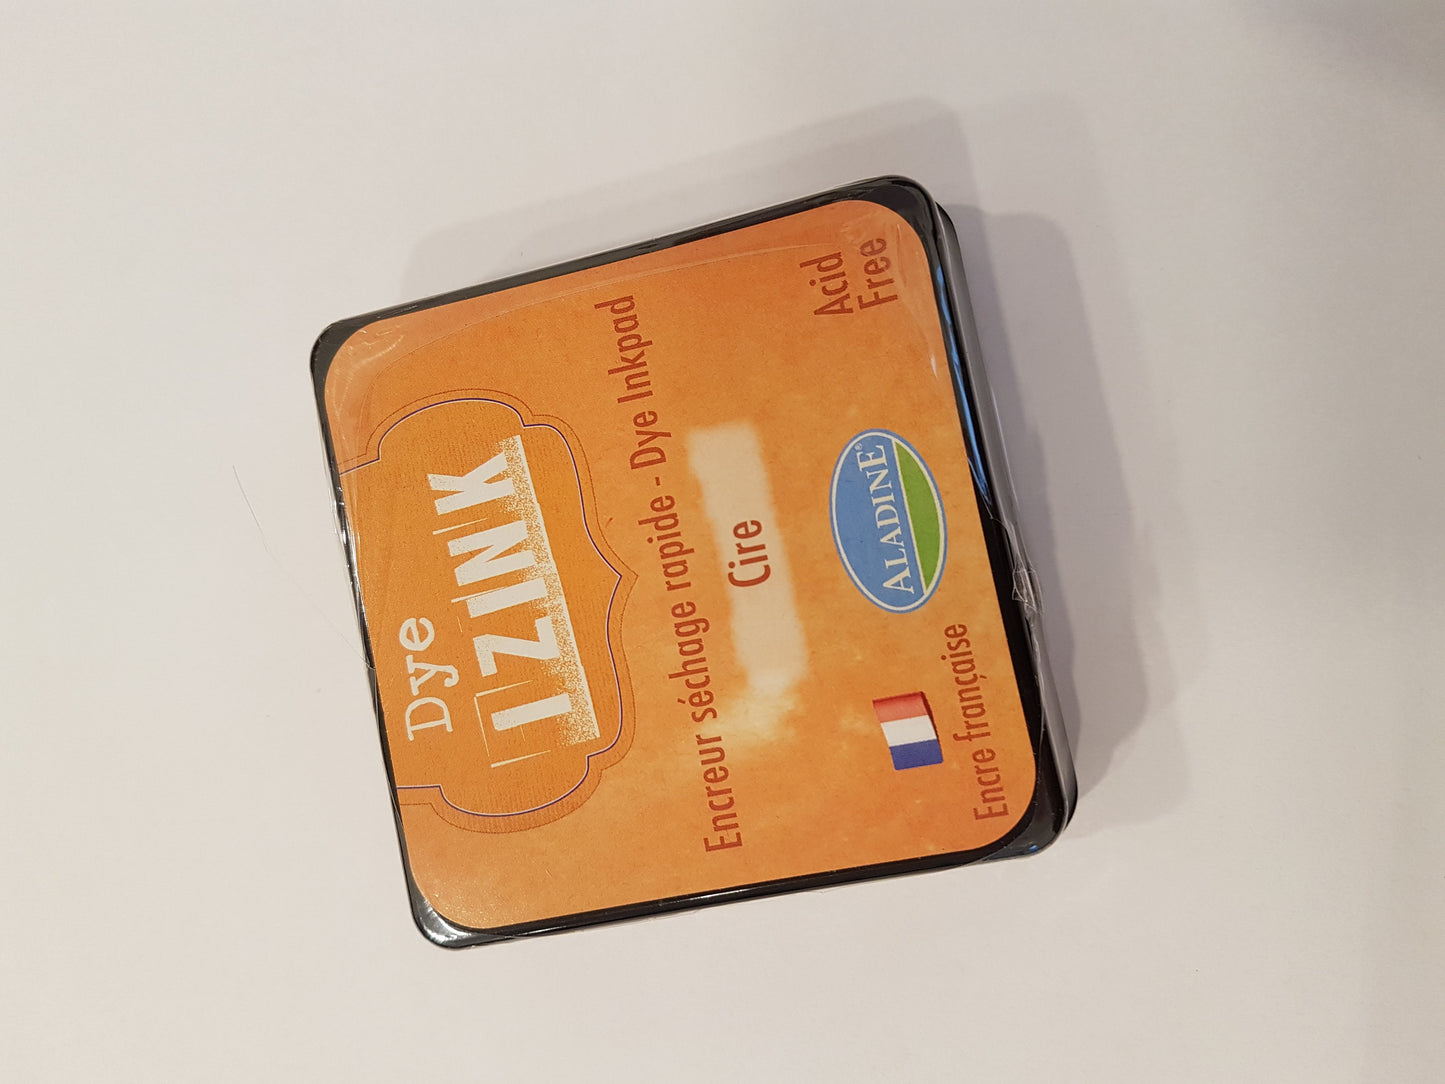 Dye
IZINK
Encreur séchage rapide - Dye Inkpad
Cire
Acid
Free
ALADINE®
Encre française